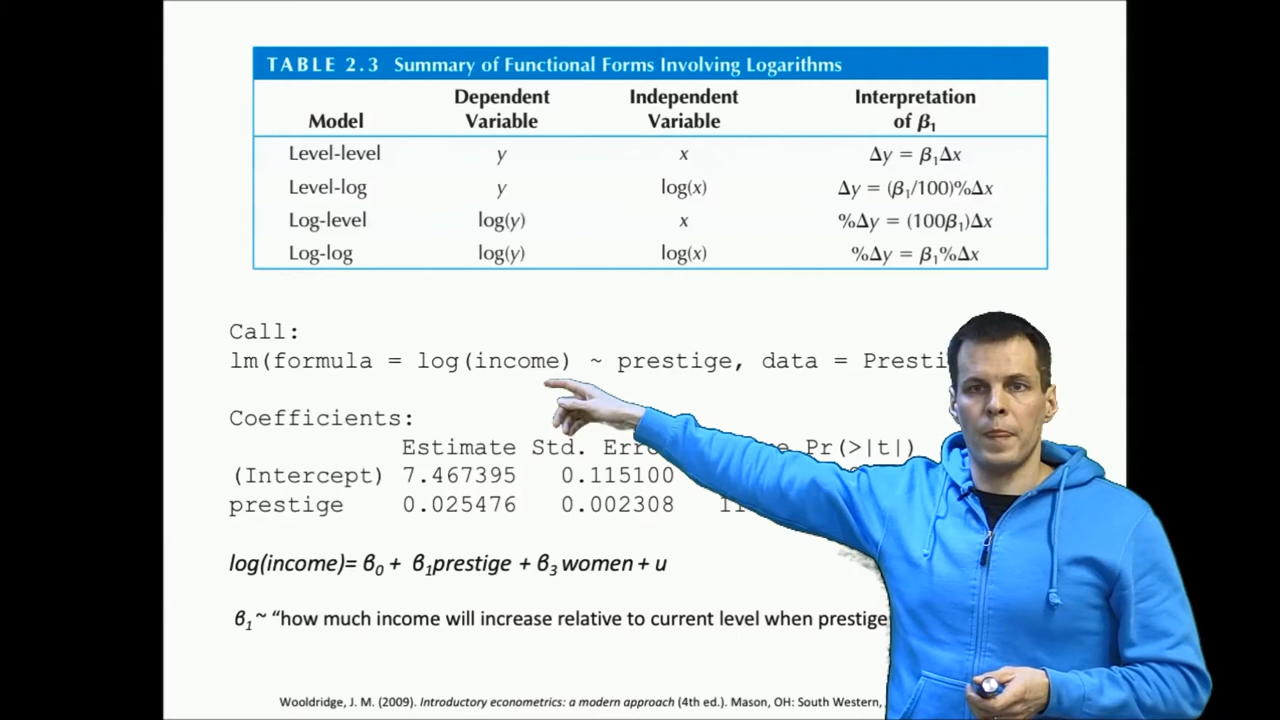 TABLE 2.3 Summary of Functional Forms Involving Logarithms
Model Dependent Variable Independent Variable Interpretation of β₁
Level-level y x Δy = β₁Δx
Level-log y log(x) Δy = (β₁/100)%Δx
Log-level log(y) x %Δy = (100β₁)Δx
Log-log log(y) log(x) %Δy = β₁%Δx
Call:
lm(formula = log(income) ~ prestige, data = Presti
Coefficients:
Estimate Std. Pr(>|t|)
(Intercept) 7.467395 0.115100
prestige 0.025476 0.002308
log(income)= β₀ + β₁prestige + β₃ women + u
β₁ ~ “how much income will increase relative to current level when prestige
Wooldridge, J. M. (2009). Introductory econometrics: a modern approach (4th ed.). Mason, OH: South Western,